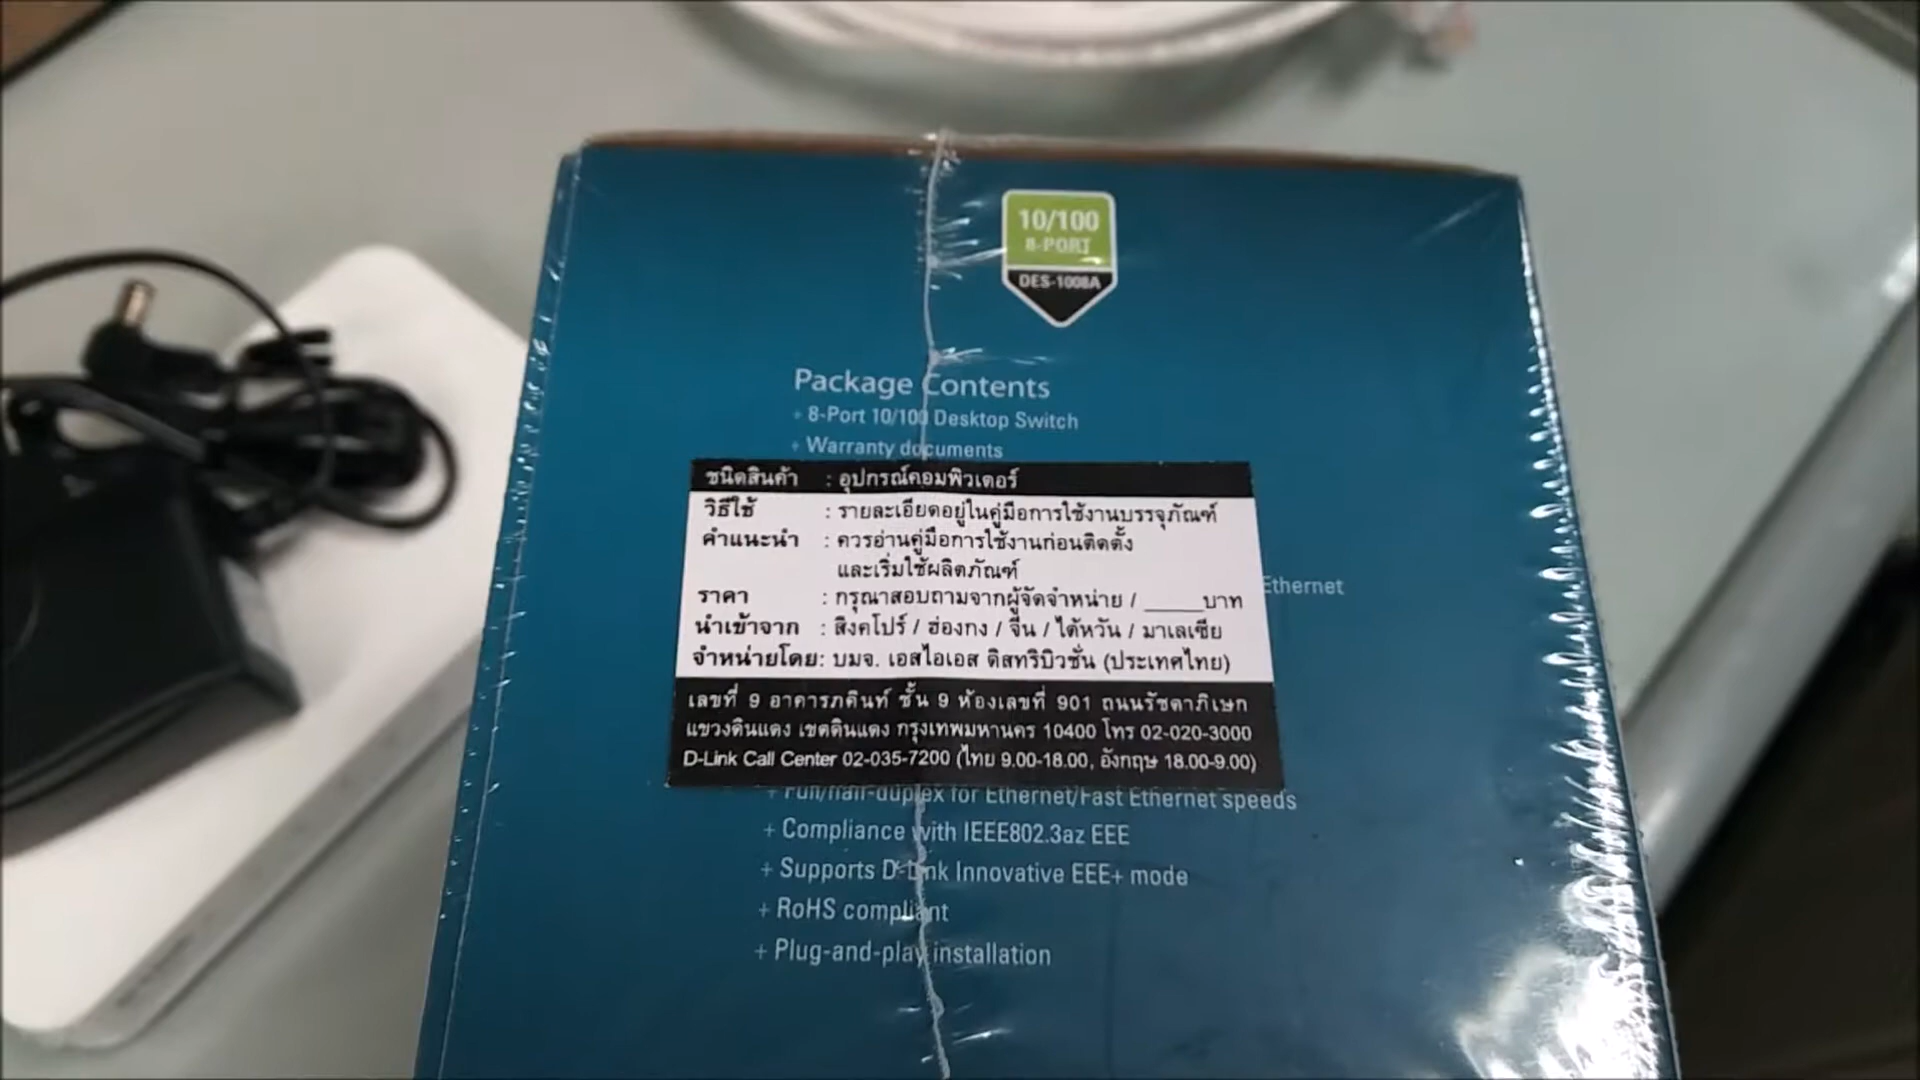 10/100
8-PORT
DES-1008A
Package Contents
+ 8-Port 10/100 Desktop Switch
+ Warranty documents
ชนิดสินค้า : อุปกรณ์คอมพิวเตอร์
วิธีใช้ : รายละเอียดอยู่ในคู่มือการใช้งานบรรจุภัณฑ์
คำแนะนำ : ควรอ่านคู่มือการใช้งานก่อนติดตั้ง
และเริ่มใช้ผลิตภัณฑ์
Ethernet
ราคา : กรุณาสอบถามจากผู้จัดจำหน่าย / _____บาท
นำเข้าจาก : สิงคโปร์ / ฮ่องกง / จีน / ไต้หวัน / มาเลเซีย
จำหน่ายโดย: บมจ. เอสไอเอส ดิสทริบิวชั่น (ประเทศไทย)
เลขที่ 9 อาคารภคินท์ ชั้น 9 ห้องเลขที่ 901 ถนนรัชดาภิเษก
แขวงดินแดง เขตดินแดง กรุงเทพมหานคร 10400 โทร 02-020-3000
D-Link Call Center 02-035-7200 (ไทย 9.00-18.00, อังกฤษ 18.00-9.00)
+ Full/half-duplex for Ethernet/Fast Ethernet speeds
+ Compliance with IEEE802.3az EEE
+ Supports D-Link Innovative EEE+ mode
+ RoHS compliant
+ Plug-and-play installation